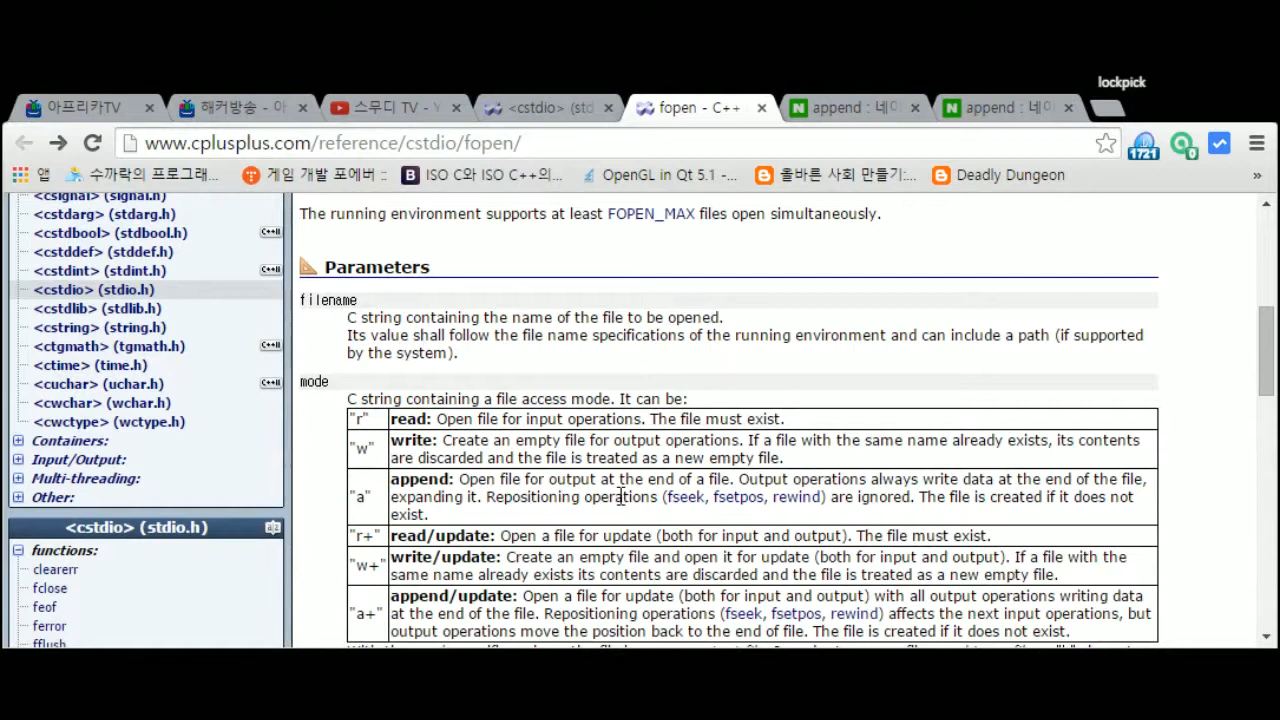 lockpick
아프리카TV
해커방송 - 아
스무디 TV - Y
<cstdio> (std
fopen - C++
append : 네이
append : 네이
www.cplusplus.com/reference/cstdio/fopen/
1721
0
앱
수까락의 프로그래...
게임 개발 포에버 ::
ISO C와 ISO C++의...
OpenGL in Qt 5.1 -...
올바른 사회 만들기:...
Deadly Dungeon
»
<csignal> (signal.h)
<cstdarg> (stdarg.h)
<cstdbool> (stdbool.h)
<cstddef> (stddef.h)
<cstdint> (stdint.h)
<cstdio> (stdio.h)
<cstdlib> (stdlib.h)
<cstring> (string.h)
<ctgmath> (tgmath.h)
<ctime> (time.h)
<cuchar> (uchar.h)
<cwchar> (wchar.h)
<cwctype> (wctype.h)
Containers:
Input/Output:
Multi-threading:
Other:
<cstdio> (stdio.h)
functions:
clearerr
fclose
feof
ferror
fflush
The running environment supports at least FOPEN_MAX files open simultaneously.
Parameters
filename
C string containing the name of the file to be opened.
Its value shall follow the file name specifications of the running environment and can include a path (if supported
by the system).
mode
C string containing a file access mode. It can be:
"r" read: Open file for input operations. The file must exist.
"w" write: Create an empty file for output operations. If a file with the same name already exists, its contents
are discarded and the file is treated as a new empty file.
"a" append: Open file for output at the end of a file. Output operations always write data at the end of the file,
expanding it. Repositioning operations (fseek, fsetpos, rewind) are ignored. The file is created if it does not
exist.
"r+" read/update: Open a file for update (both for input and output). The file must exist.
"w+" write/update: Create an empty file and open it for update (both for input and output). If a file with the
same name already exists its contents are discarded and the file is treated as a new empty file.
"a+" append/update: Open a file for update (both for input and output) with all output operations writing data
at the end of the file. Repositioning operations (fseek, fsetpos, rewind) affects the next input operations, but
output operations move the position back to the end of file. The file is created if it does not exist.